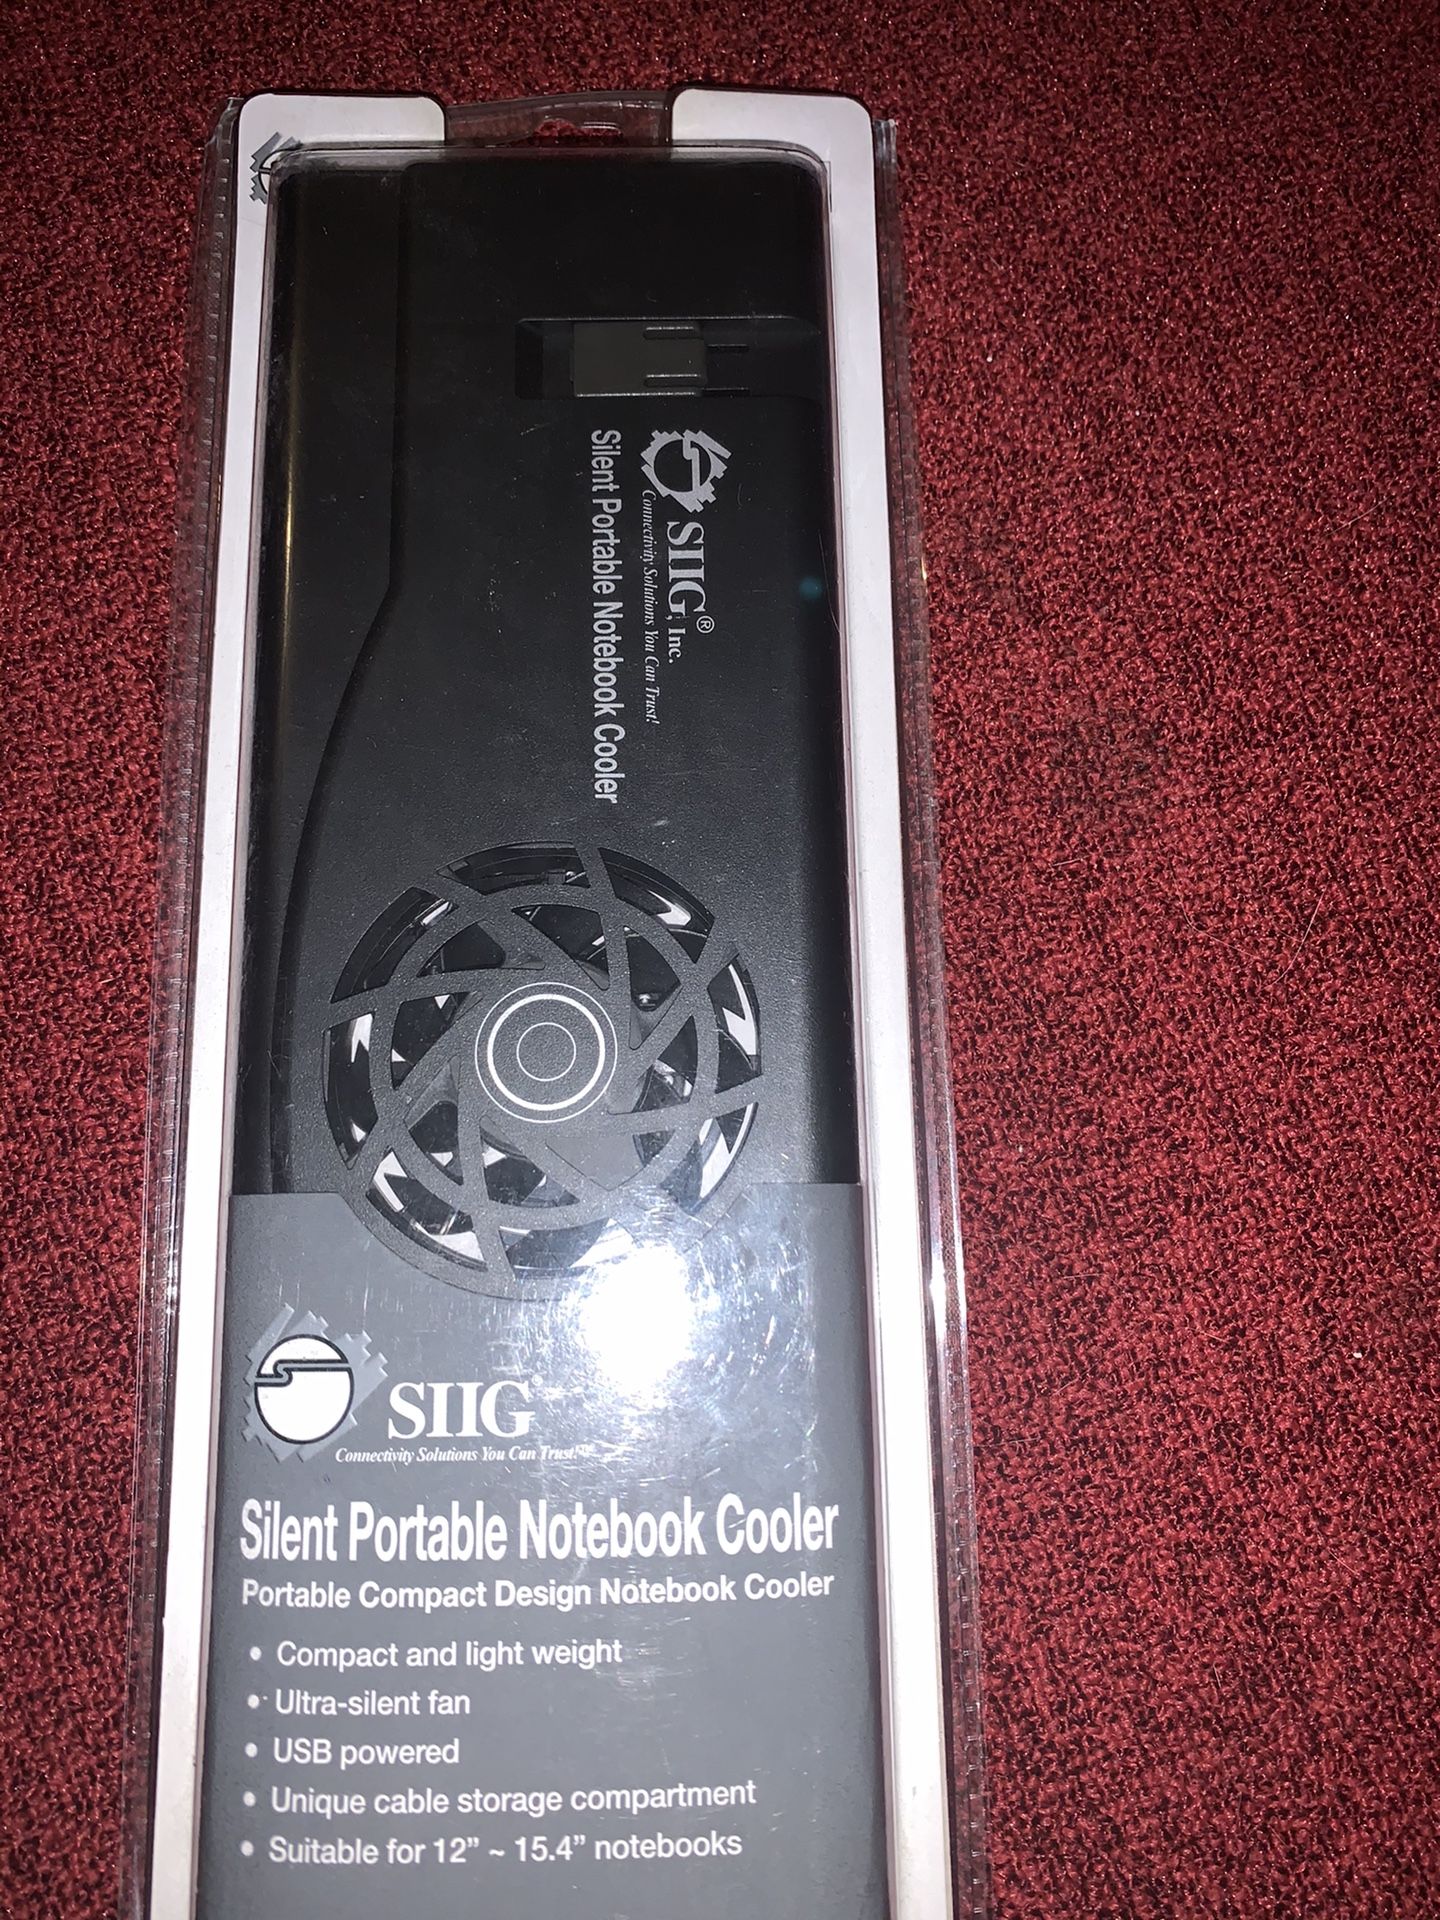 SIIG®, Inc.
Connectivity Solutions You Can Trust!
Silent Portable Notebook Cooler
SIIG®
Connectivity Solutions You Can Trust!™
Silent Portable Notebook Cooler
Portable Compact Design Notebook Cooler
• Compact and light weight
• Ultra-silent fan
• USB powered
• Unique cable storage compartment
• Suitable for 12” ~ 15.4” notebooks